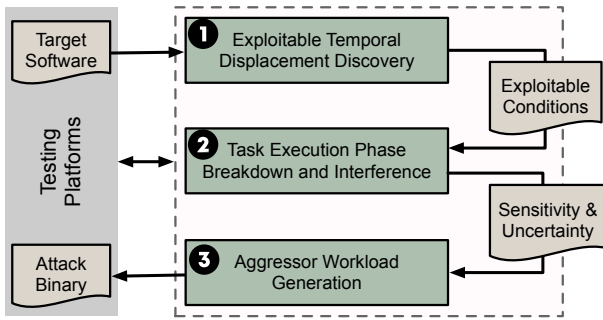 Target
Software
1
Exploitable Temporal
Displacement Discovery
Exploitable
Conditions
Testing
Platforms
2
Task Execution Phase
Breakdown and Interference
Sensitivity &
Uncertainty
Attack
Binary
3
Aggressor Workload
Generation